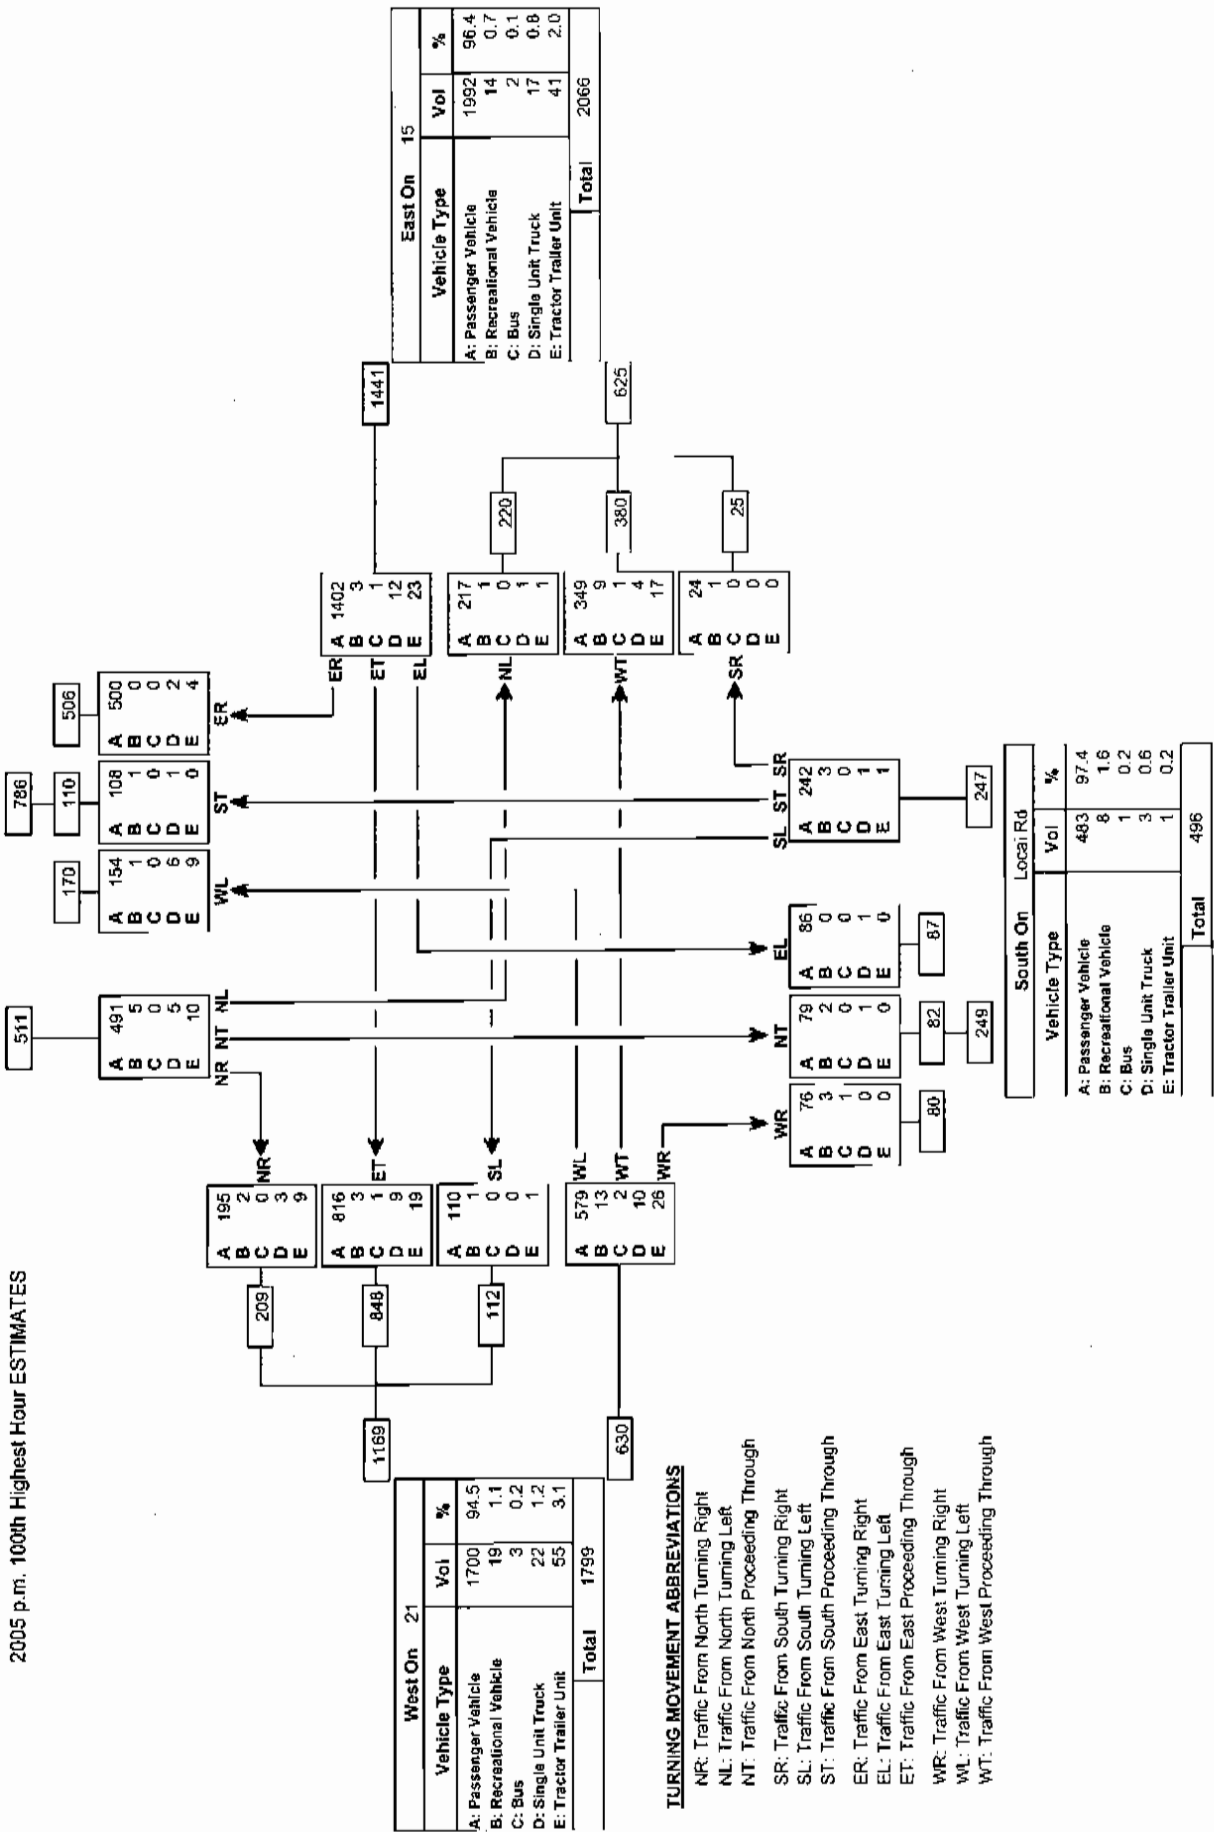 2005 p.m. 100th Highest Hour ESTIMATES
511
A 491
B 5
C 0
D 5
E 10
NR NT NL
786
170
A 154
B 1
C 0
D 6
E 9
WL
110
A 108
B 1
C 0
D 1
E 0
ST
506
A 500
B 0
C 0
D 2
E 4
ER
West On 21
Vehicle Type Vol %
A: Passenger Vehicle 1700 94.5
B: Recreational Vehicle 19 1.1
C: Bus 3 0.2
D: Single Unit Truck 22 1.2
E: Tractor Trailer Unit 55 3.1
Total 1799
1169
209
A 195
B 2
C 0
D 3
E 9
NR
848
A 816
B 3
C 1
D 9
E 19
ET
112
A 110
B 1
C 0
D 0
E 1
SL
630
A 579
B 13
C 2
D 10
E 26
WL
WT
WR
ER
ET
EL
A 1402
B 3
C 1
D 12
E 23
1441
NL
A 217
B 1
C 0
D 1
E 1
220
WT
A 349
B 9
C 1
D 4
E 17
380
SR
A 24
B 1
C 0
D 0
E 0
25
625
East On 15
Vehicle Type Vol %
A: Passenger Vehicle 1992 96.4
B: Recreational Vehicle 14 0.7
C: Bus 2 0.1
D: Single Unit Truck 17 0.8
E: Tractor Trailer Unit 41 2.0
Total 2066
WR
A 76
B 3
C 1
D 0
E 0
80
NT
A 79
B 2
C 0
D 1
E 0
82
EL
A 86
B 0
C 0
D 1
E 0
87
249
SL ST SR
A 242
B 3
C 0
D 1
E 1
247
South On Local Rd
Vehicle Type Vol %
A: Passenger Vehicle 483 97.4
B: Recreational Vehicle 8 1.6
C: Bus 1 0.2
D: Single Unit Truck 3 0.6
E: Tractor Trailer Unit 1 0.2
Total 496
TURNING MOVEMENT ABBREVIATIONS
NR: Traffic From North Turning Right
NL: Traffic From North Turning Left
NT: Traffic From North Proceeding Through
SR: Traffic From South Turning Right
SL: Traffic From South Turning Left
ST: Traffic From South Proceeding Through
ER: Traffic From East Turning Right
EL: Traffic From East Turning Left
ET: Traffic From East Proceeding Through
WR: Traffic From West Turning Right
WL: Traffic From West Turning Left
WT: Traffic From West Proceeding Through